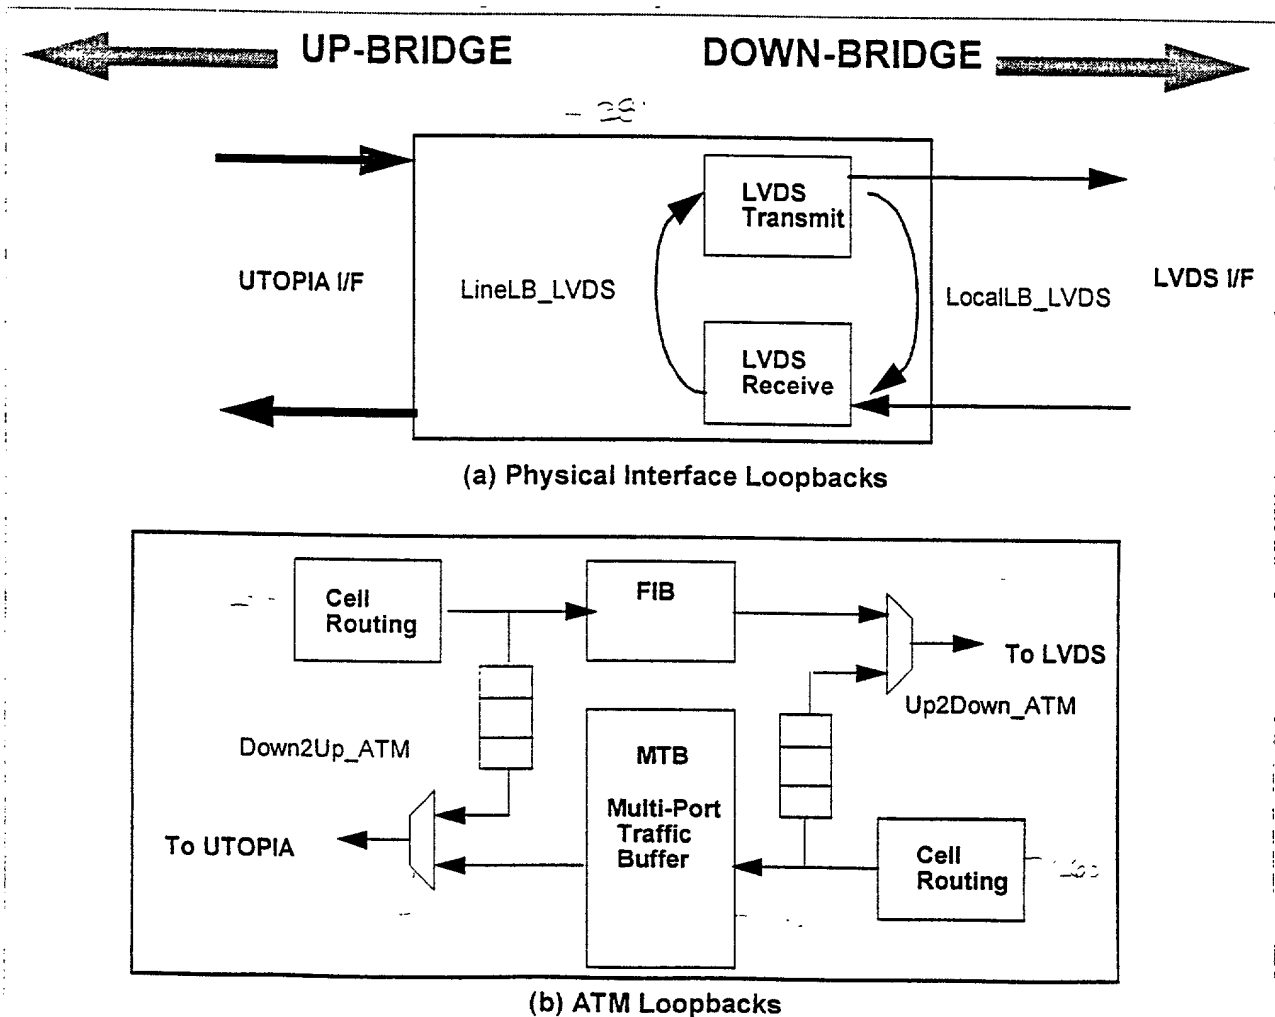 UP-BRIDGE
DOWN-BRIDGE
LVDS
Transmit
UTOPIA I/F
LineLB_LVDS
LocalLB_LVDS
LVDS I/F
LVDS
Receive
(a) Physical Interface Loopbacks
Cell
Routing
FIB
To LVDS
Up2Down_ATM
Down2Up_ATM
MTB
Multi-Port
Traffic
Buffer
To UTOPIA
Cell
Routing
(b) ATM Loopbacks